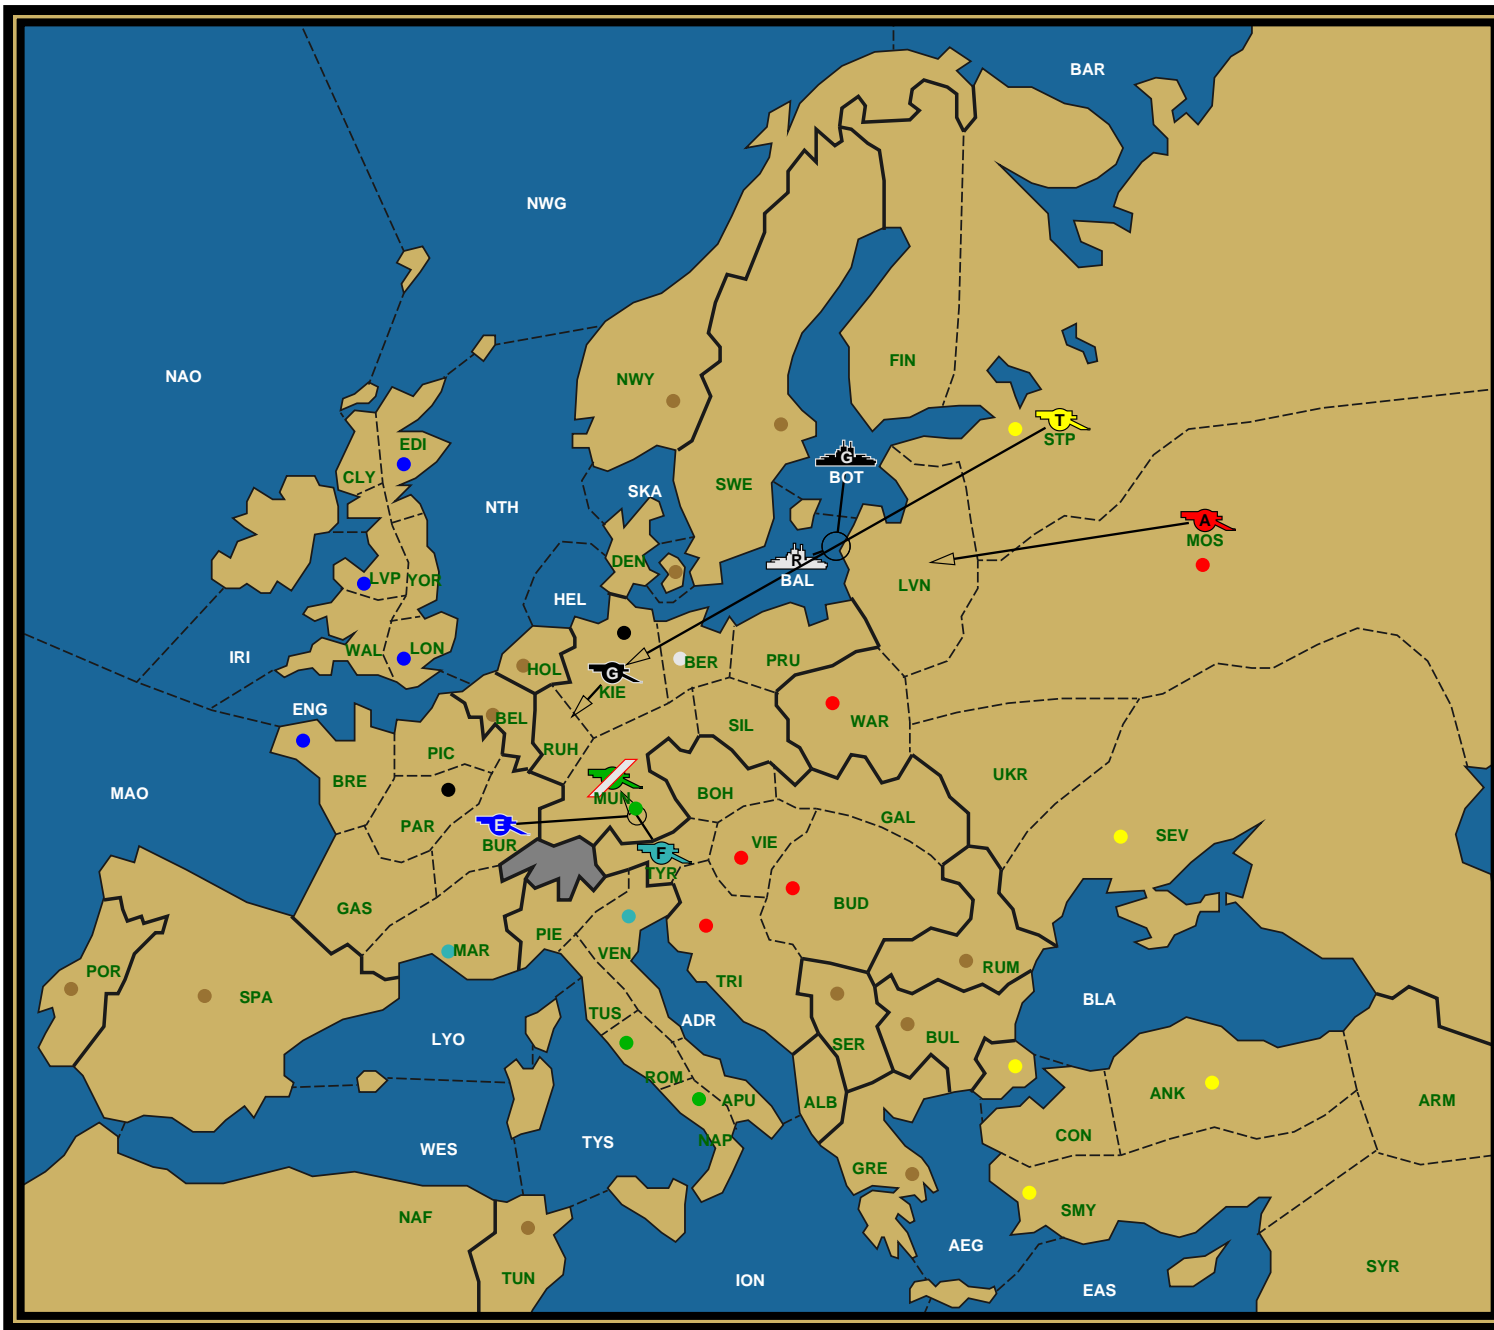 BAR
NWG
NAO
FIN
NWY
T
STP
EDI
CLY
G
BOT
SWE
SKA
NTH
A
MOS
R
BAL
DEN
LVN
LVP YOR
HEL
IRI
WAL
LON
HOL
G
KIE
BER
PRU
ENG
BEL
RUH
SIL
WAR
PIC
BRE
MAO
MUN
BOH
UKR
GAL
PAR
E
BUR
F
TYR
VIE
SEV
BUD
GAS
MAR
PIE
VEN
TRI
RUM
POR
SPA
BLA
LYO
TUS
ADR
SER
BUL
ROM
APU
ALB
ANK
ARM
CON
WES
TYS
NAP
GRE
SMY
NAF
AEG
TUN
ION
EAS
SYR